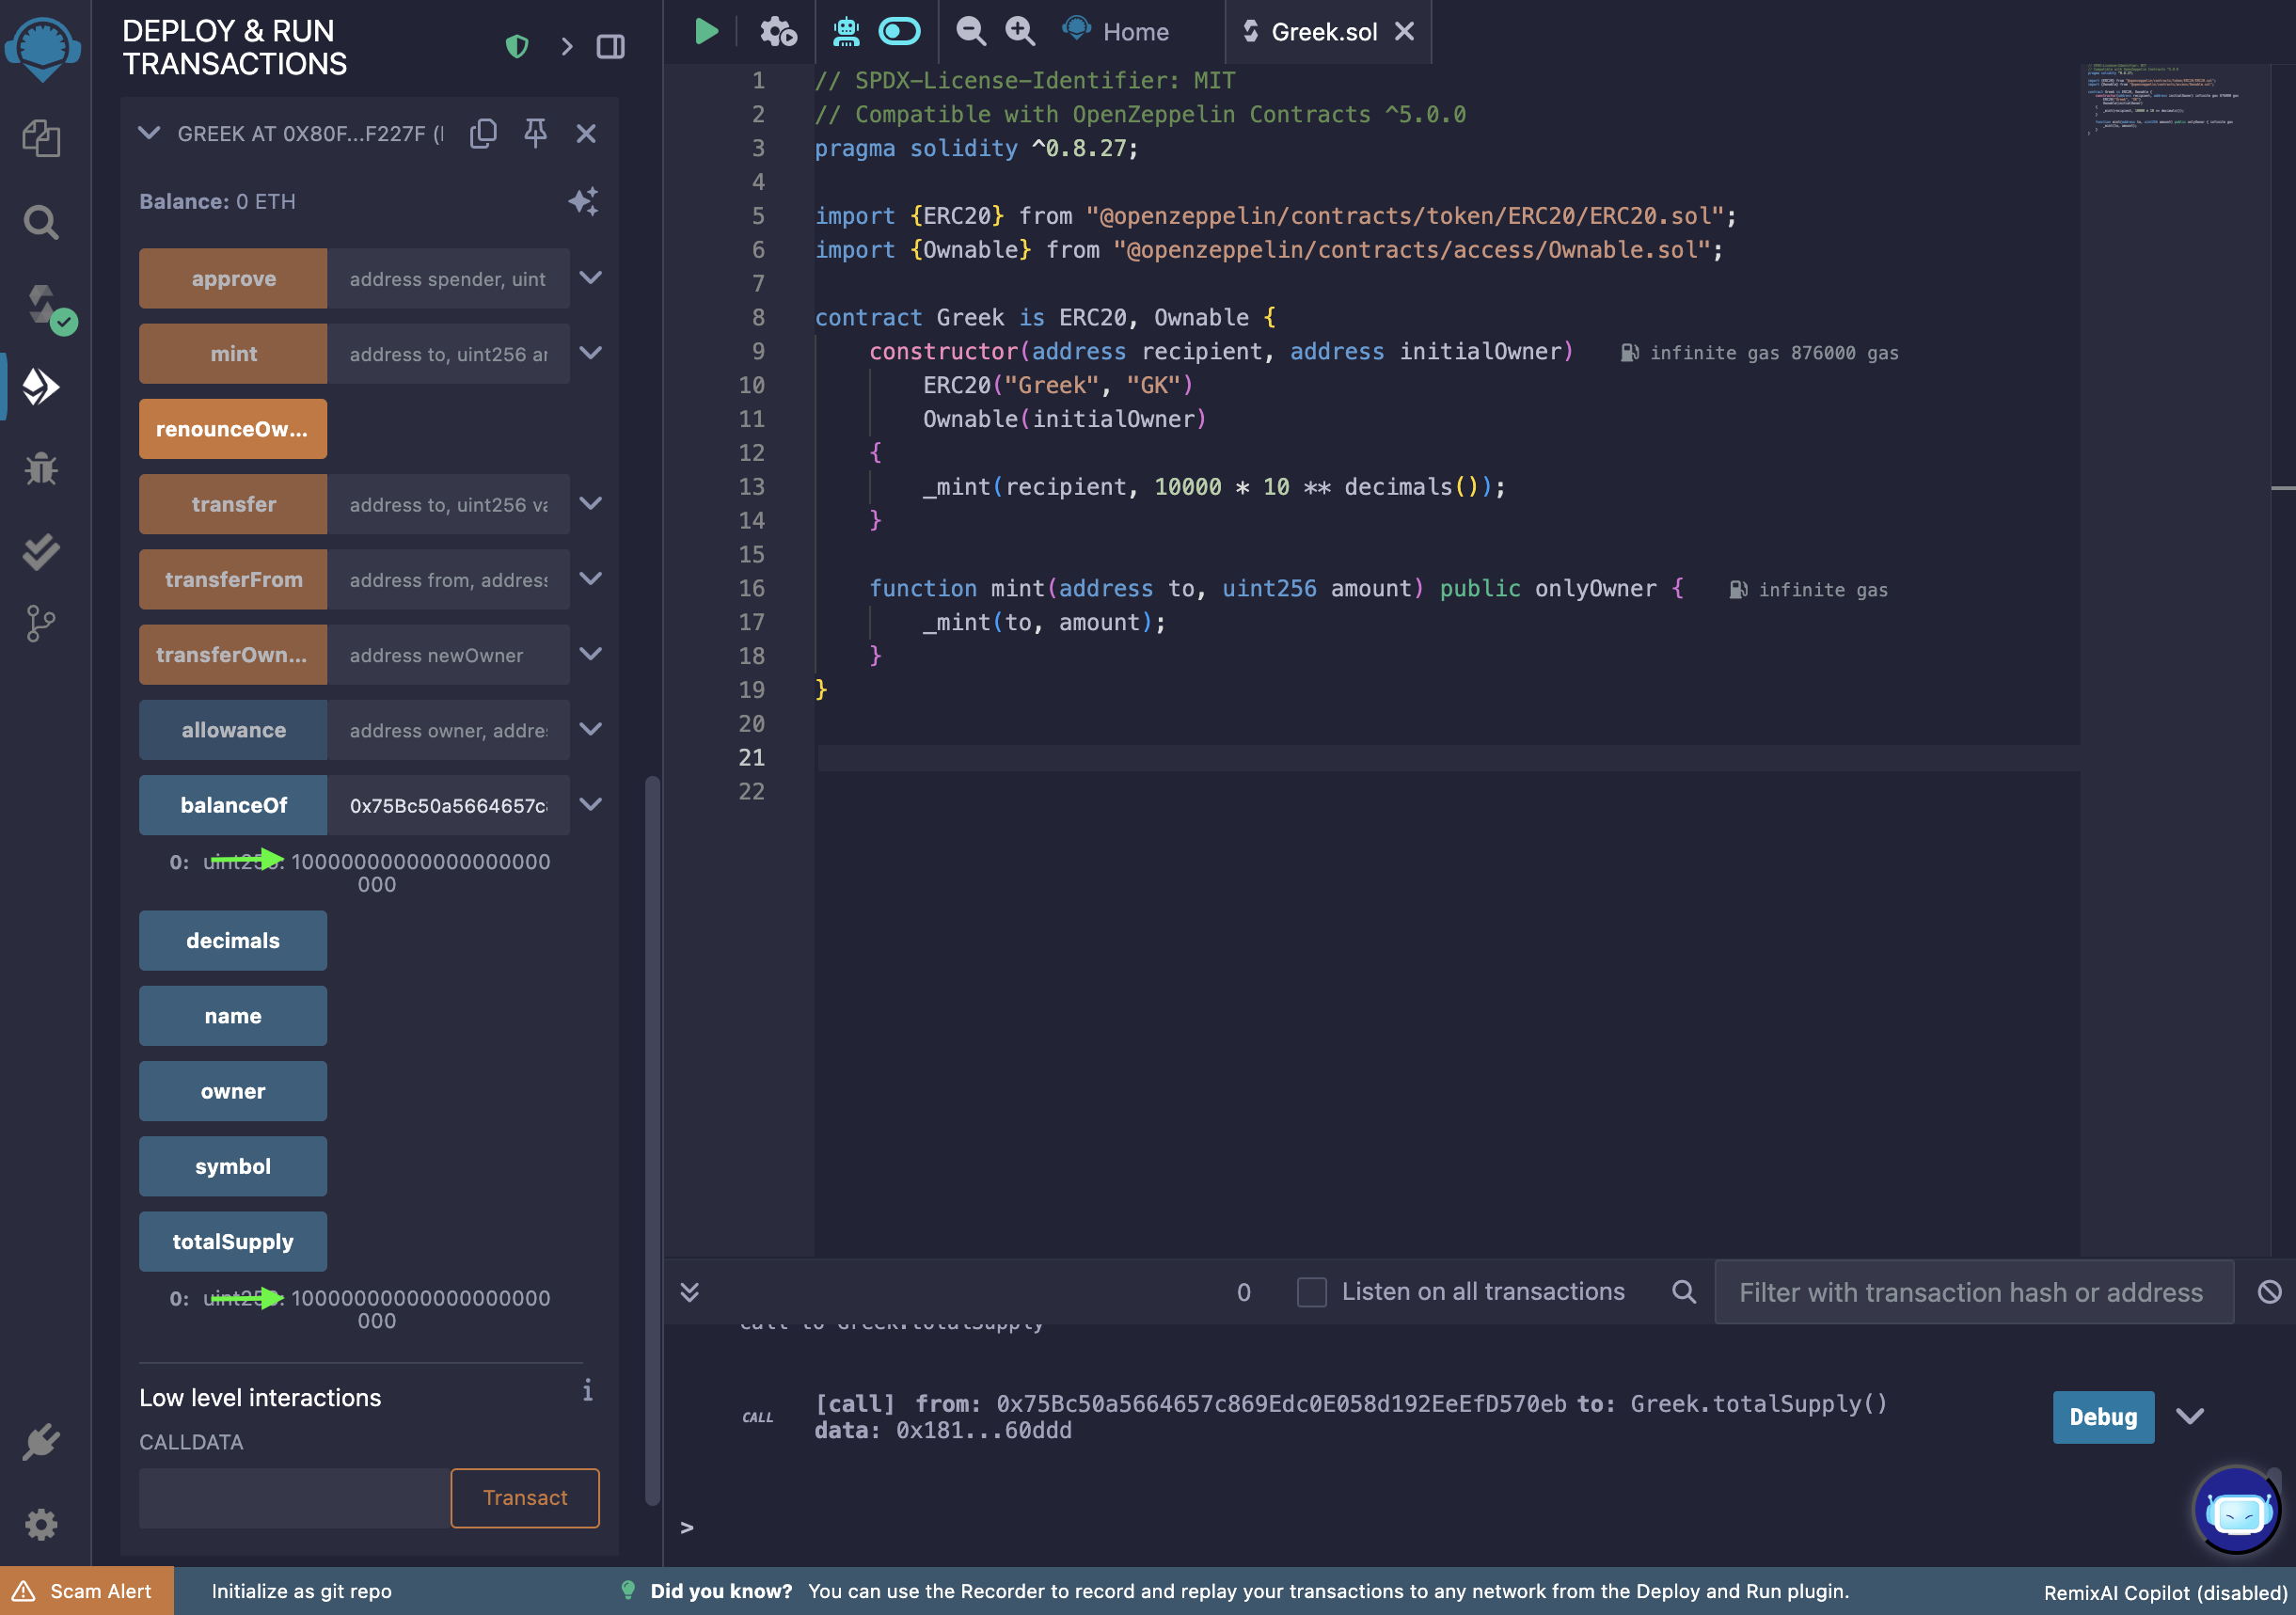 DEPLOY & RUN
TRANSACTIONS
GREEK AT 0X80F...F227F (
Balance: 0 ETH
approve address spender, uint
mint address to, uint256 ar
renounceOw...
transfer address to, uint256 va
transferFrom address from, address
transferOwn... address newOwner
allowance address owner, addre
balanceOf 0x75Bc50a5664657c
0: uint256: 10000000000000000000
000
decimals
name
owner
symbol
totalSupply
0: uint256: 10000000000000000000
000
Low level interactions
i
CALLDATA
Transact
Home
Greek.sol
1 // SPDX-License-Identifier: MIT
2 // Compatible with OpenZeppelin Contracts ^5.0.0
3 pragma solidity ^0.8.27;
4
5 import {ERC20} from "@openzeppelin/contracts/token/ERC20/ERC20.sol";
6 import {Ownable} from "@openzeppelin/contracts/access/Ownable.sol";
7
8 contract Greek is ERC20, Ownable {
9 constructor(address recipient, address initialOwner) infinite gas 876000 gas
10 ERC20("Greek", "GK")
11 Ownable(initialOwner)
12 {
13 _mint(recipient, 10000 * 10 ** decimals());
14 }
15
16 function mint(address to, uint256 amount) public onlyOwner { infinite gas
17 _mint(to, amount);
18 }
19 }
20
21
22
0 Listen on all transactions Filter with transaction hash or address
call to Greek.totalSupply
CALL [call] from: 0x75Bc50a5664657c869Edc0E058d192EeEfD570eb to: Greek.totalSupply()
data: 0x181...60ddd
Debug
>
Scam Alert Initialize as git repo Did you know? You can use the Recorder to record and replay your transactions to any network from the Deploy and Run plugin. RemixAI Copilot (disabled)